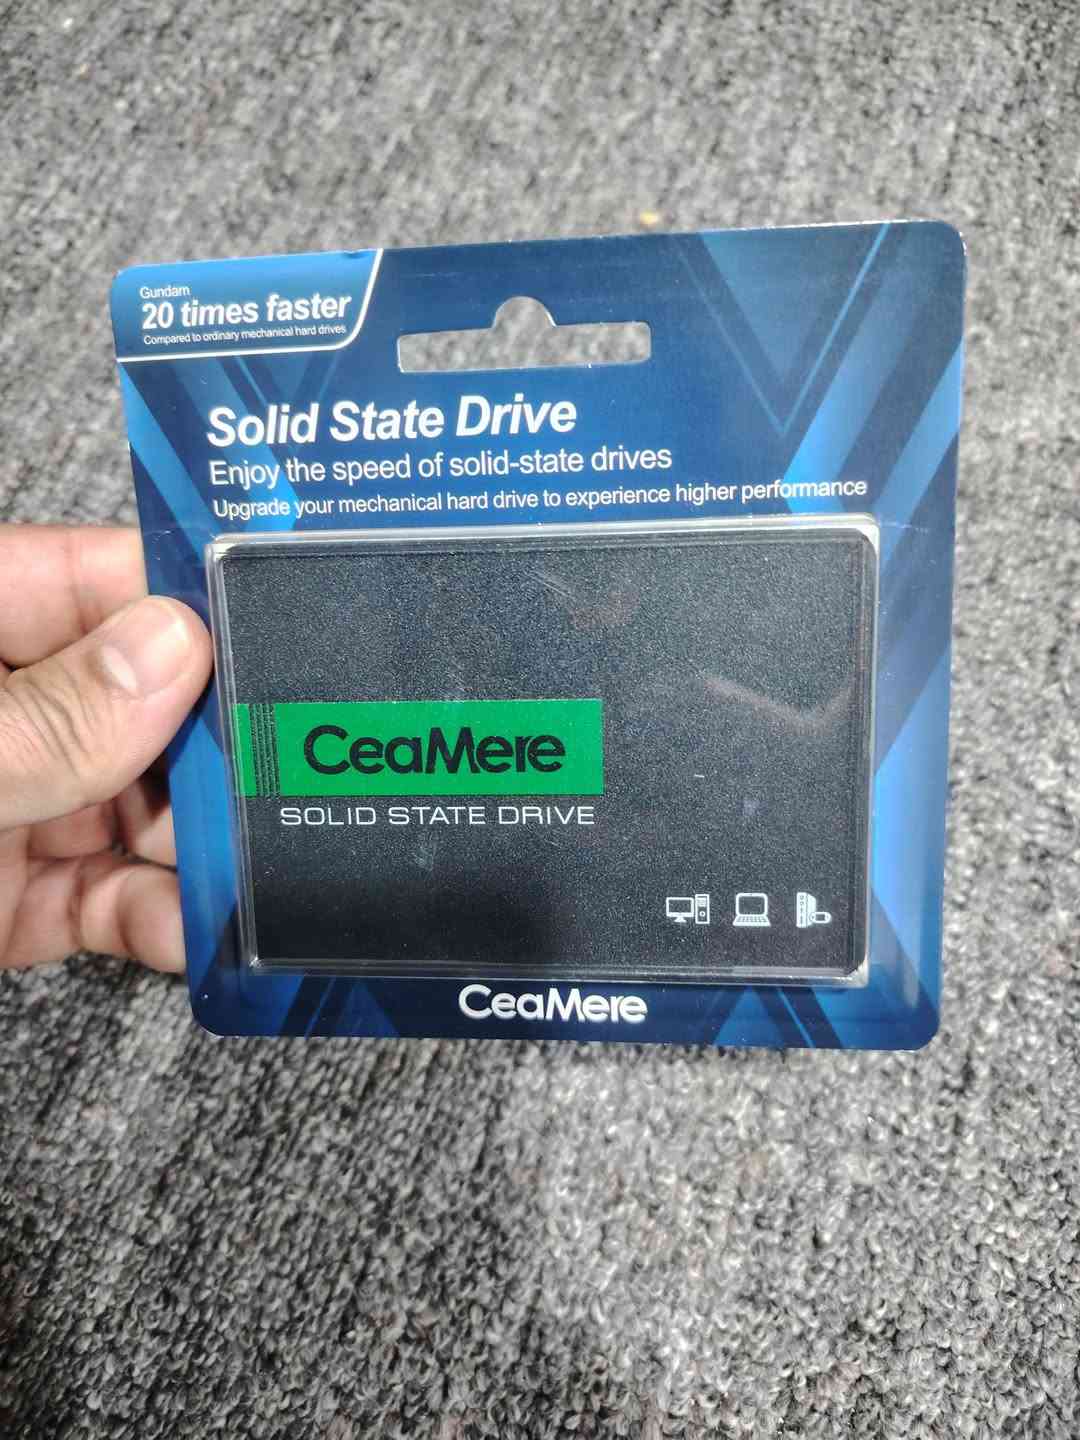 Gundam
20 times faster
Compared to ordinary mechanical hard drives
Solid State Drive
Enjoy the speed of solid-state drives
Upgrade your mechanical hard drive to experience higher performance
CeaMere
SOLID STATE DRIVE
CeaMere